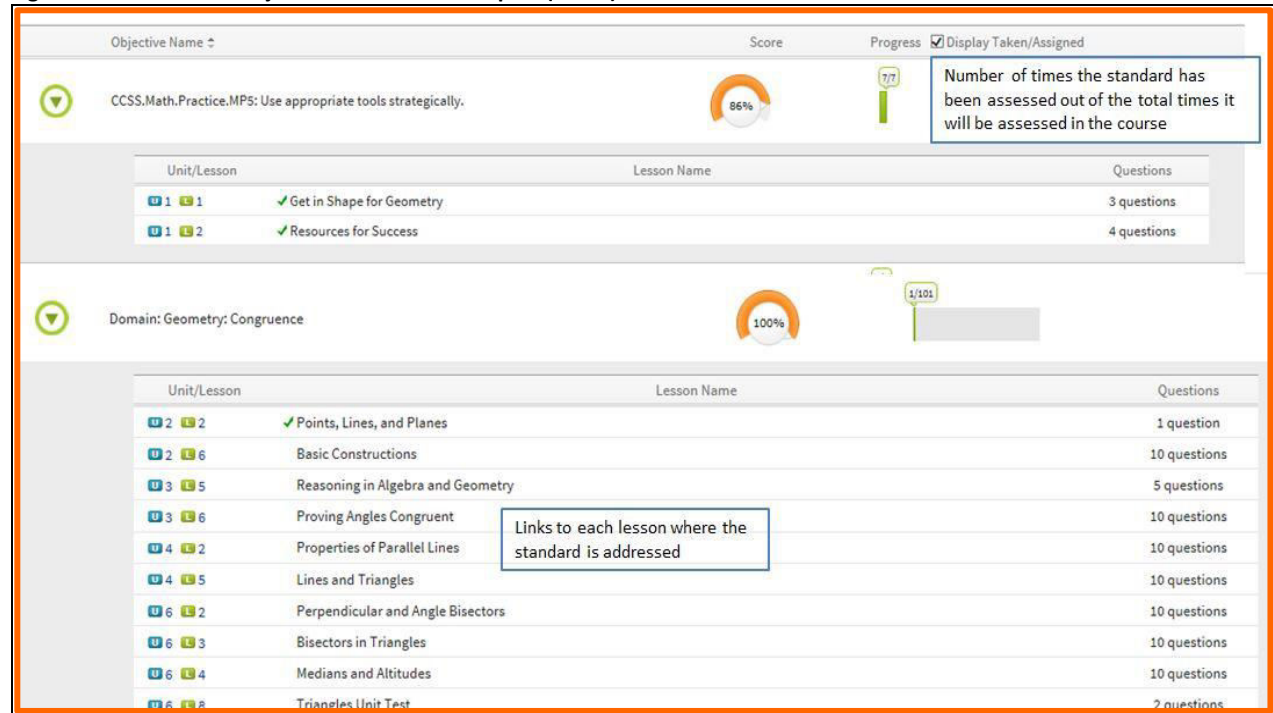 Objective Name
Score
Progress
Display Taken/Assigned
CCSS.Math.Practice.MP5: Use appropriate tools strategically.
86%
7/7
Number of times the standard has
been assessed out of the total times it
will be assessed in the course
Unit/Lesson
Lesson Name
Questions
U 1 L 1 ✓ Get in Shape for Geometry 3 questions
U 1 L 2 ✓ Resources for Success 4 questions
Domain: Geometry: Congruence
100%
1/101
Unit/Lesson
Lesson Name
Questions
U 2 L 2 ✓ Points, Lines, and Planes 1 question
U 2 L 6 Basic Constructions 10 questions
U 3 L 5 Reasoning in Algebra and Geometry 5 questions
U 3 L 6 Proving Angles Congruent 10 questions
U 4 L 2 Properties of Parallel Lines 10 questions
U 4 L 5 Lines and Triangles 10 questions
Links to each lesson where the
standard is addressed
U 6 L 2 Perpendicular and Angle Bisectors 10 questions
U 6 L 3 Bisectors in Triangles 10 questions
U 6 L 4 Medians and Altitudes 10 questions
U 6 L 8 Triangles Unit Test 2 questions